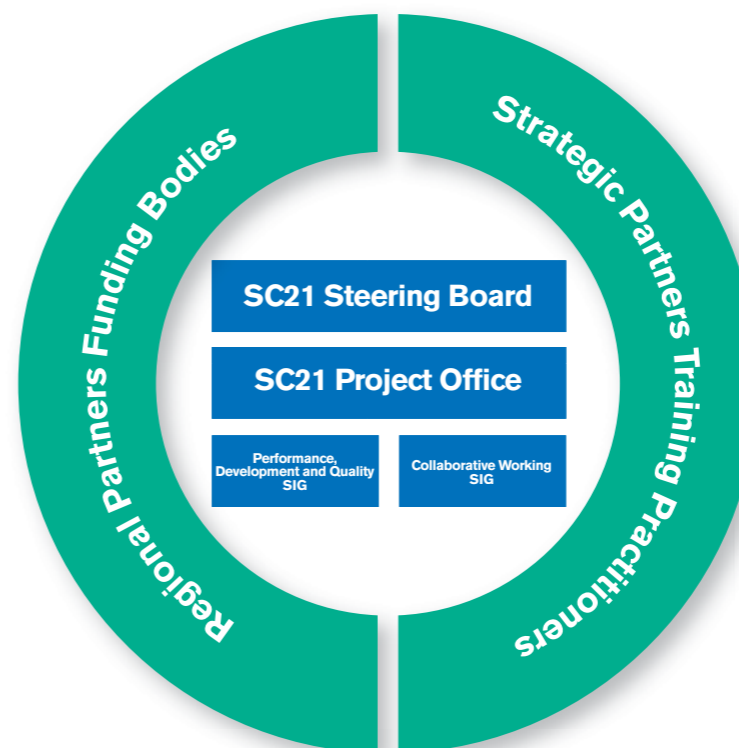 Regional Partners Funding Bodies
Strategic Partners Training Practitioners
SC21 Steering Board
SC21 Project Office
Performance,
Development and Quality
SIG
Collaborative Working
SIG